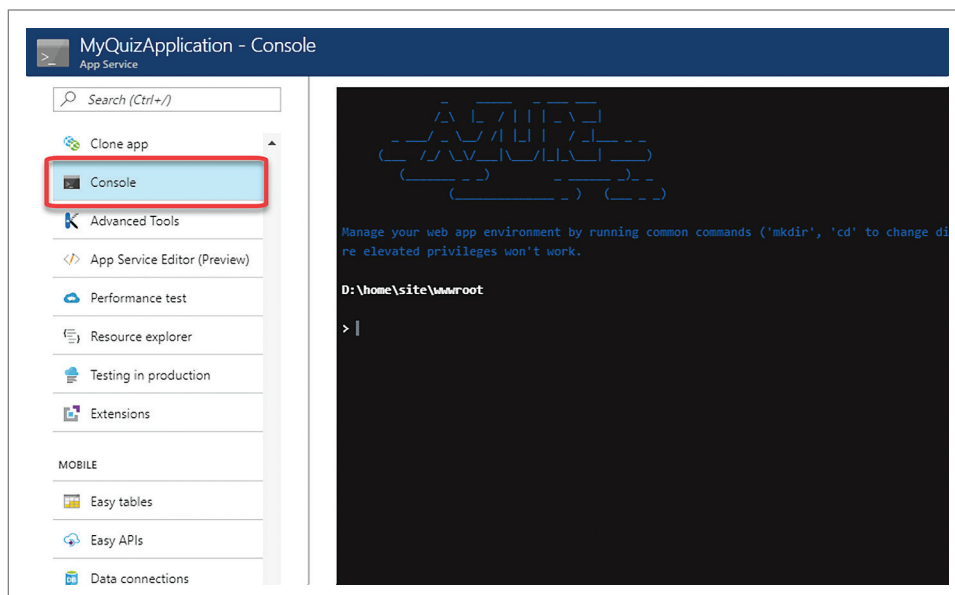 MyQuizApplication - Console
App Service
Search (Ctrl+/)
Clone app
Console
Advanced Tools
App Service Editor (Preview)
Performance test
Resource explorer
Testing in production
Extensions
MOBILE
Easy tables
Easy APIs
Data connections
Manage your web app environment by running common commands ('mkdir', 'cd' to change di
re elevated privileges won't work.
D:\home\site\wwwroot
>